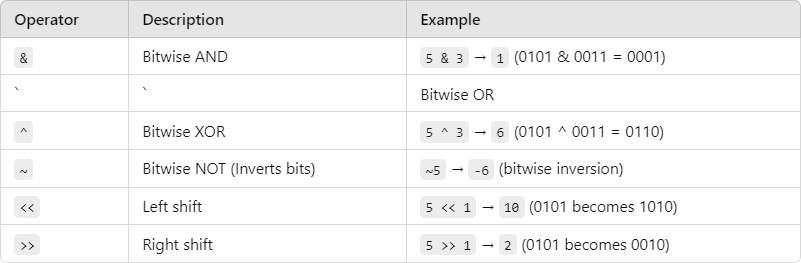 Operator Description Example
& Bitwise AND 5 & 3 → 1 (0101 & 0011 = 0001)
` ` Bitwise OR
^ Bitwise XOR 5 ^ 3 → 6 (0101 ^ 0011 = 0110)
~ Bitwise NOT (Inverts bits) ~5 → -6 (bitwise inversion)
<< Left shift 5 << 1 → 10 (0101 becomes 1010)
>> Right shift 5 >> 1 → 2 (0101 becomes 0010)